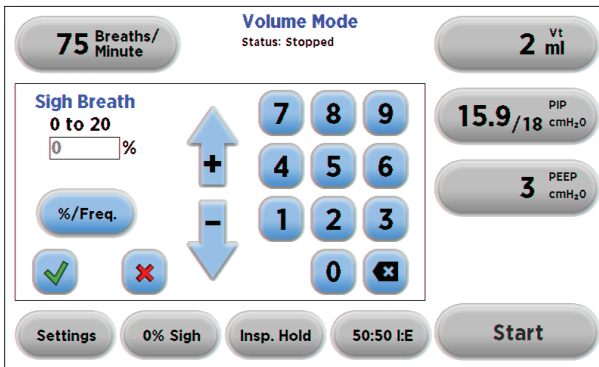 75 Breaths/
Minute
Volume Mode
Status: Stopped
2 Vt
ml
Sigh Breath
0 to 20
0 %
%/Freq.
+
−
7 8 9
4 5 6
1 2 3
0
15.9/18 PIP
cmH₂0
3 PEEP
cmH₂0
Settings
0% Sigh
Insp. Hold
50:50 I:E
Start